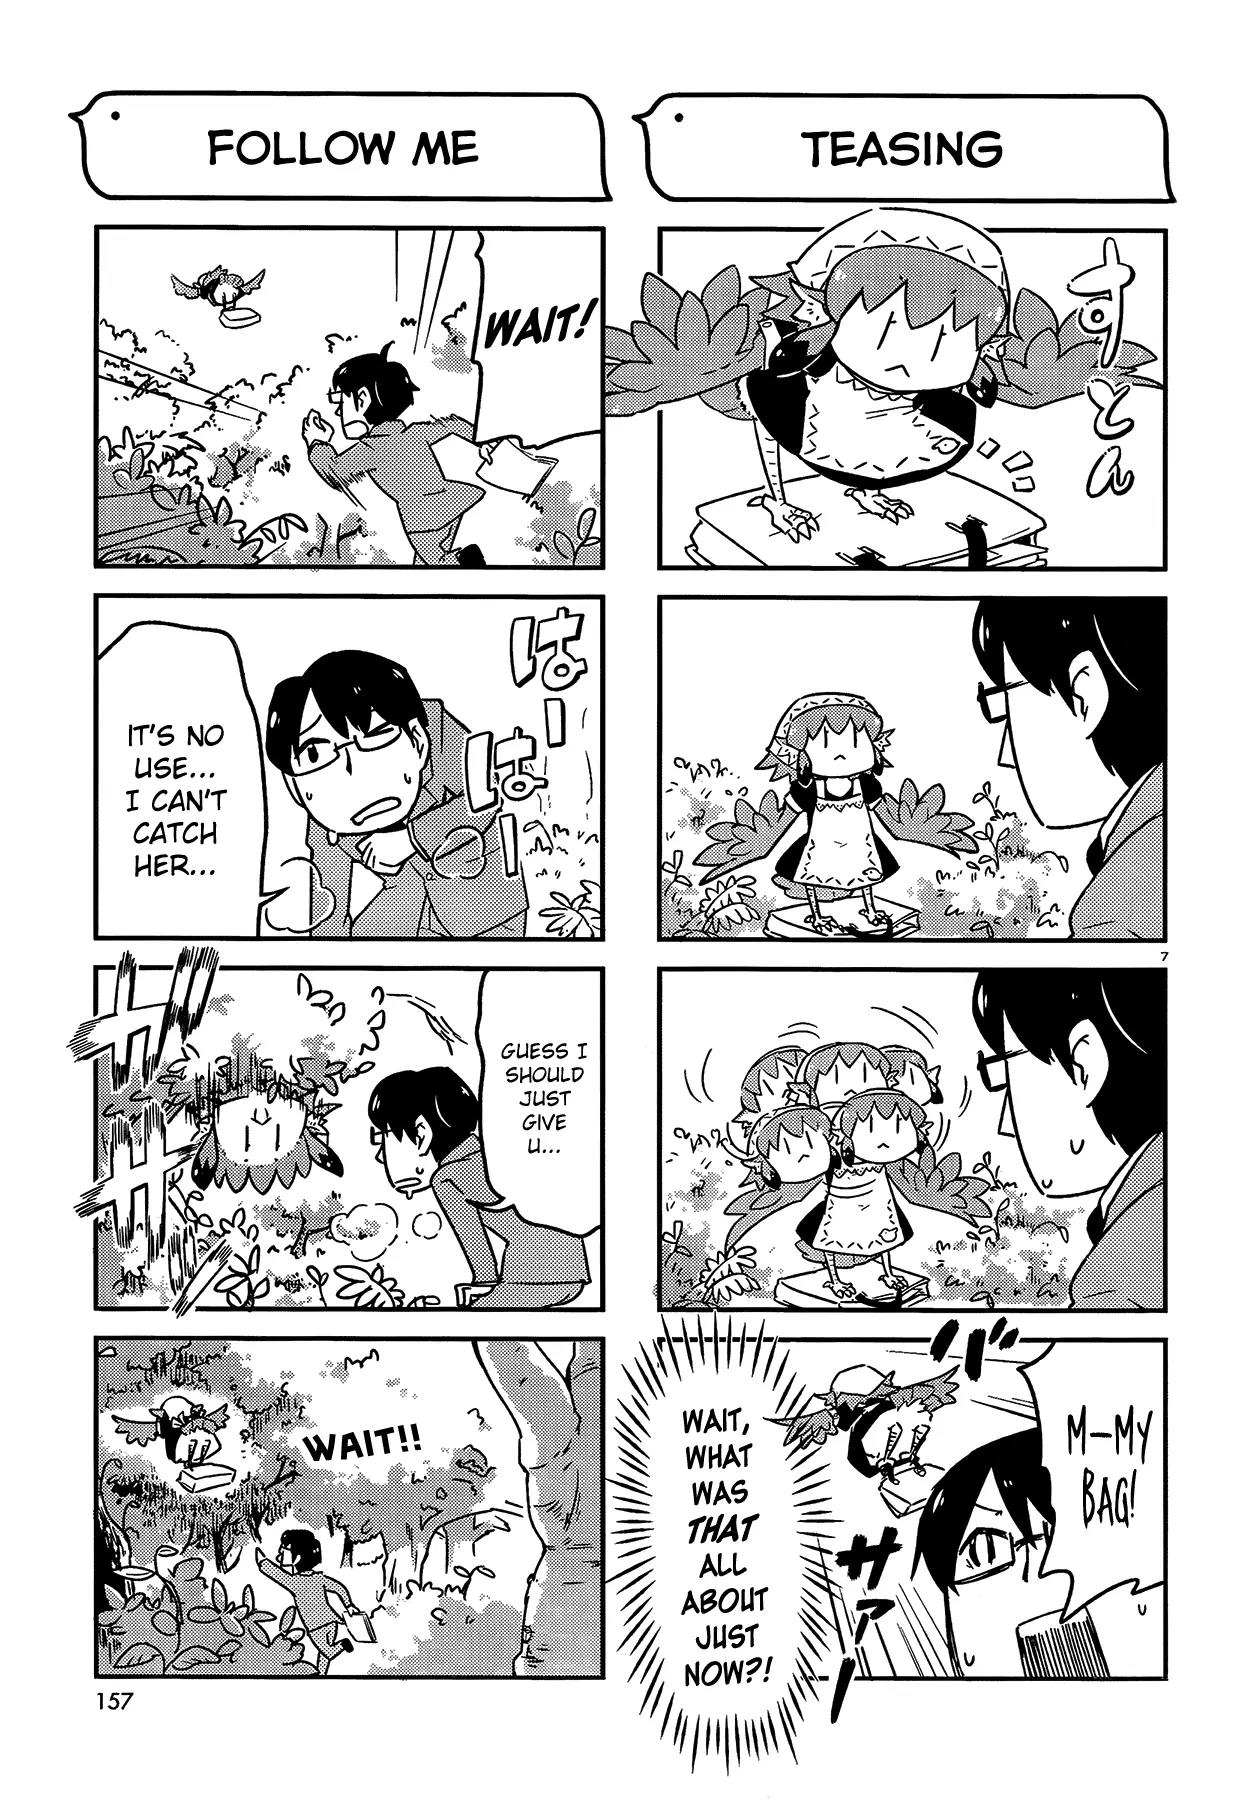 TEASING
すとん
7
M-MY
BAG!
バ
サァー
WAIT,
WHAT
WAS
THAT
ALL
ABOUT
JUST
NOW?!
FOLLOW ME
WAIT!
はー
はー
IT'S NO
USE...
I CAN'T
CATCH
HER...
GUESS I
SHOULD
JUST
GIVE
U...
WAIT!!
157